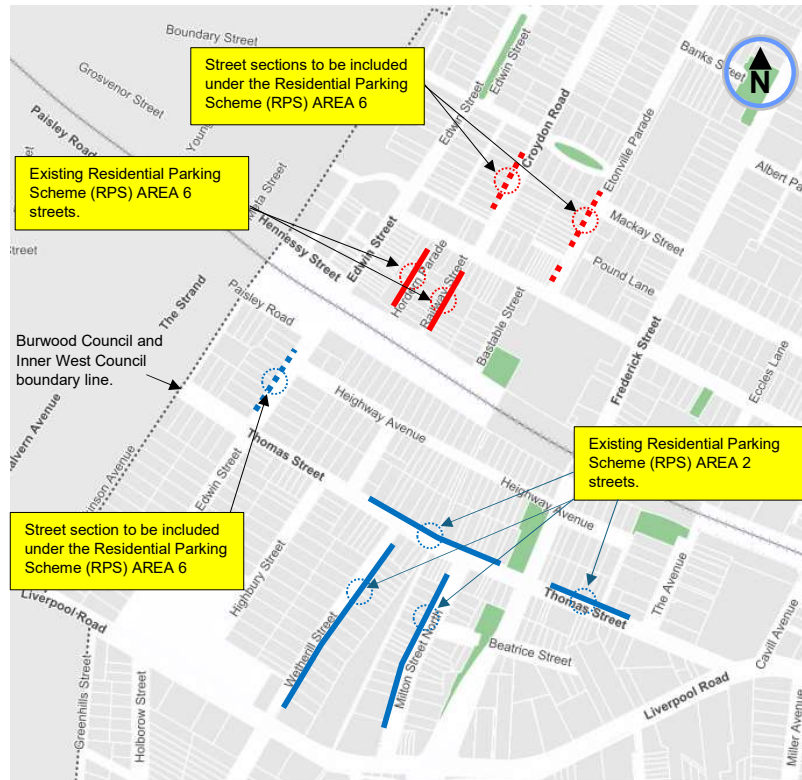 Boundary Street
Grosvenor Street
Paisley Road
Young
Edwin Street
Edwin Street
Croydon Road
Etonville Parade
Banks Street
N
Albert Pa
Street sections to be included
under the Residential Parking
Scheme (RPS) AREA 6
Existing Residential Parking
Scheme (RPS) AREA 6
streets.
Street
Hennessy Street
Edwin Street
Hordern Parade
Railway Street
Mackay Street
Pound Lane
Bastable Street
Frederick Street
Eccles Lane
The Strand
Paisley Road
Burwood Council and
Inner West Council
boundary line.
Heighway Avenue
Thomas Street
Edwin Street
Existing Residential Parking
Scheme (RPS) AREA 2
streets.
Heighway Avenue
Street section to be included
under the Residential Parking
Scheme (RPS) AREA 6
Highbury Street
Liverpool Road
Wetherill Street
Milton Street North
Thomas Street
The Avenue
Beatrice Street
Cavill Avenue
Liverpool Road
Greenhills Street
Holborow Street
Miller Avenue